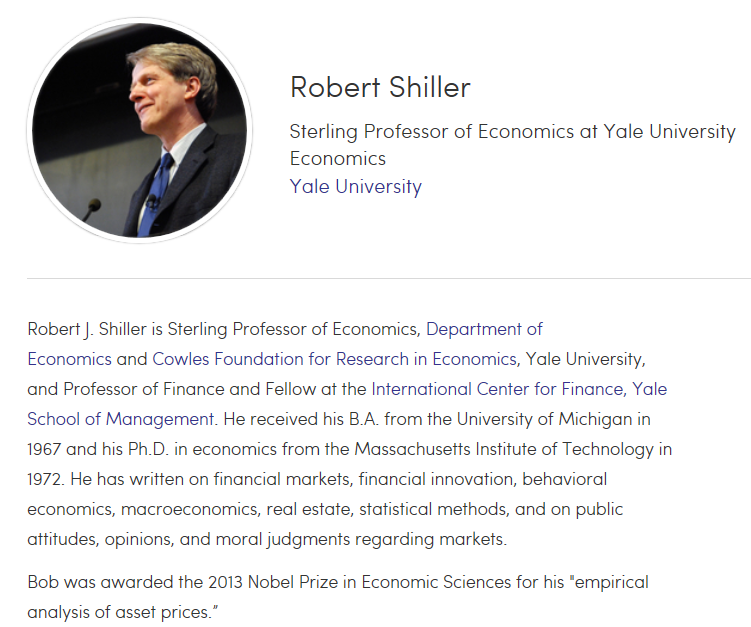 Robert Shiller
Sterling Professor of Economics at Yale University
Economics
Yale University
Robert J. Shiller is Sterling Professor of Economics, Department of
Economics and Cowles Foundation for Research in Economics, Yale University,
and Professor of Finance and Fellow at the International Center for Finance, Yale
School of Management. He received his B.A. from the University of Michigan in
1967 and his Ph.D. in economics from the Massachusetts Institute of Technology in
1972. He has written on financial markets, financial innovation, behavioral
economics, macroeconomics, real estate, statistical methods, and on public
attitudes, opinions, and moral judgments regarding markets.
Bob was awarded the 2013 Nobel Prize in Economic Sciences for his "empirical
analysis of asset prices.”